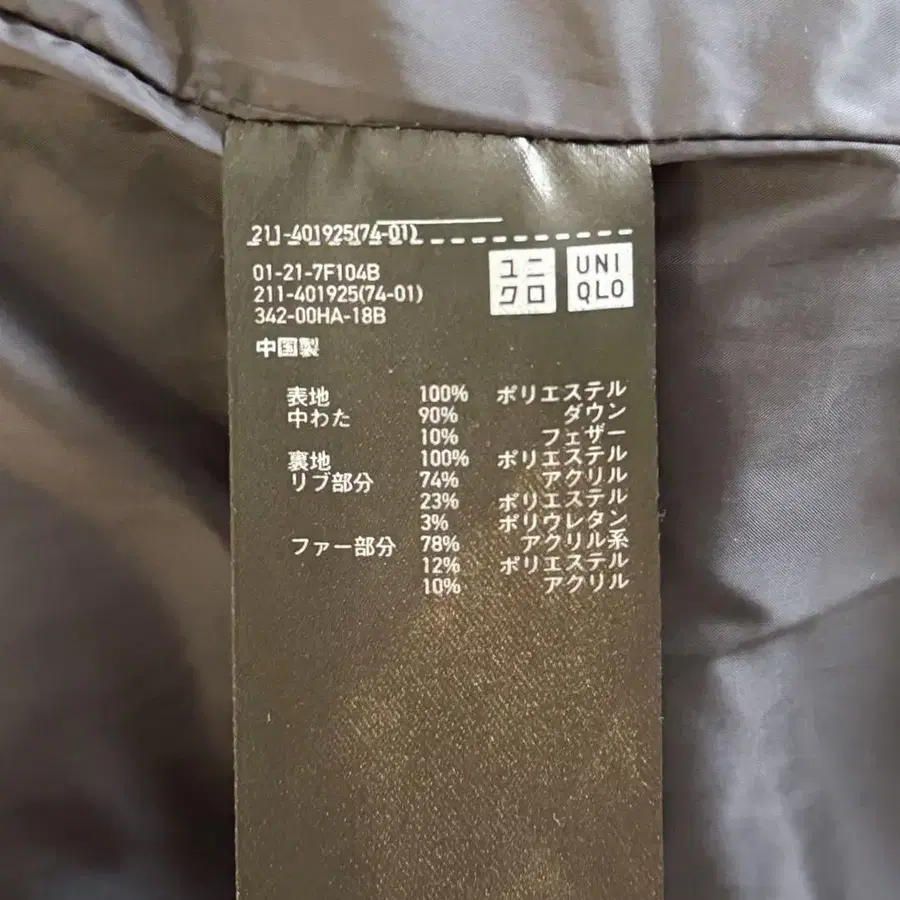 211-401925(74-01)
01-21-7F104B
211-401925(74-01)
342-00HA-18B
中国製
ユニ
クロ
UNI
QLO
表地 100% ポリエステル
中わた 90% ダウン
10% フェザー
裏地 100% ポリエステル
リブ部分 74% アクリル
23% ポリエステル
3% ポリウレタン
ファー部分 78% アクリル系
12% ポリエステル
10% アクリル